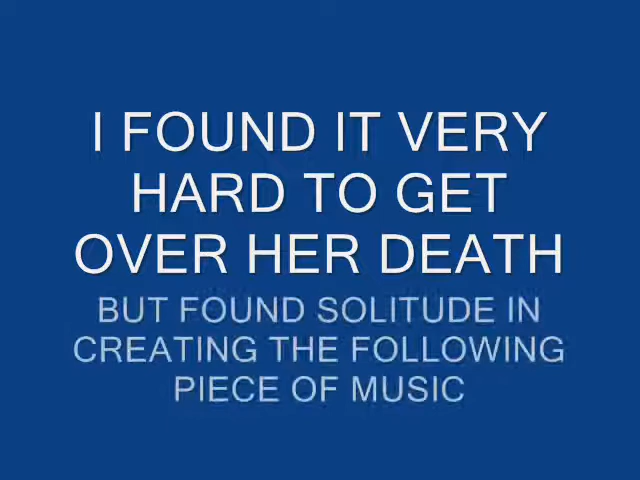 I FOUND IT VERY
HARD TO GET
OVER HER DEATH
BUT FOUND SOLITUDE IN
CREATING THE FOLLOWING
PIECE OF MUSIC